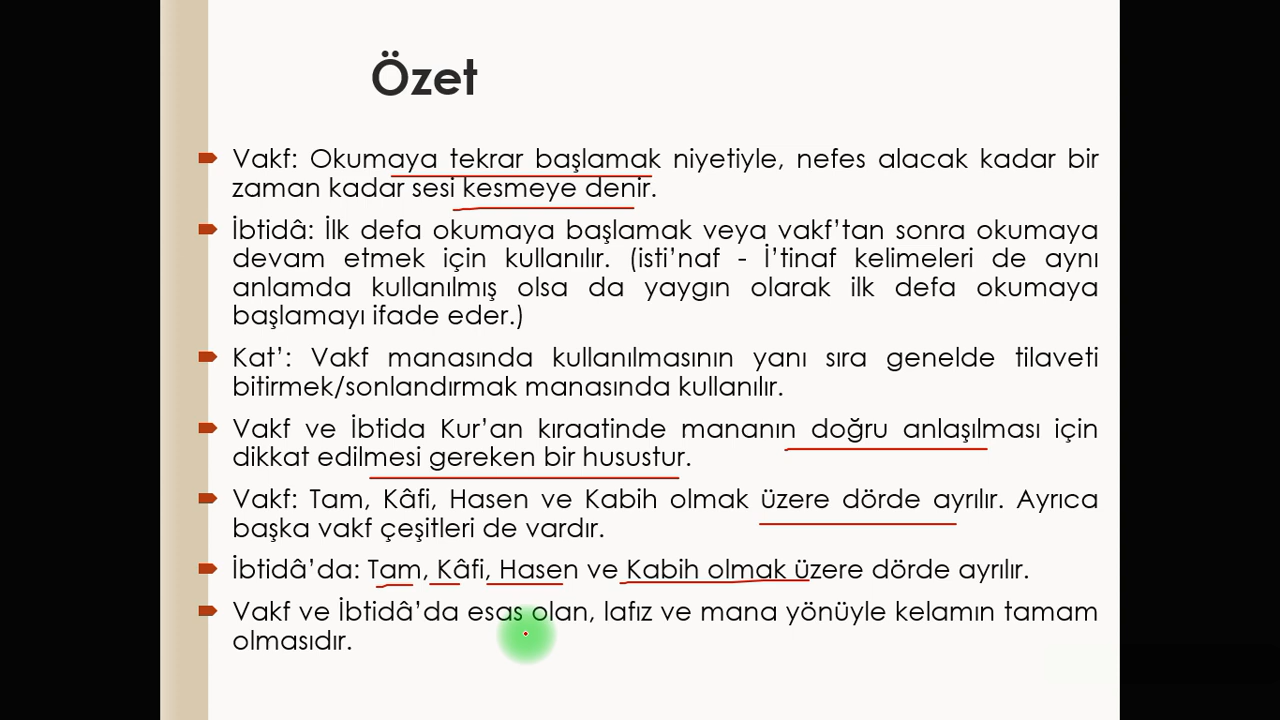 Özet
Vakf: Okumaya tekrar başlamak niyetiyle, nefes alacak kadar bir
zaman kadar sesi kesmeye denir.
İbtidâ: İlk defa okumaya başlamak veya vakf’tan sonra okumaya
devam etmek için kullanılır. (isti’naf - İ’tinaf kelimeleri de aynı
anlamda kullanılmış olsa da yaygın olarak ilk defa okumaya
başlamayı ifade eder.)
Kat’: Vakf manasında kullanılmasının yanı sıra genelde tilaveti
bitirmek/sonlandırmak manasında kullanılır.
Vakf ve İbtida Kur’an kıraatinde mananın doğru anlaşılması için
dikkat edilmesi gereken bir husustur.
Vakf: Tam, Kâfi, Hasen ve Kabih olmak üzere dörde ayrılır. Ayrıca
başka vakf çeşitleri de vardır.
İbtidâ’da: Tam, Kâfi, Hasen ve Kabih olmak üzere dörde ayrılır.
Vakf ve İbtidâ’da esas olan, lafız ve mana yönüyle kelamın tamam
olmasıdır.